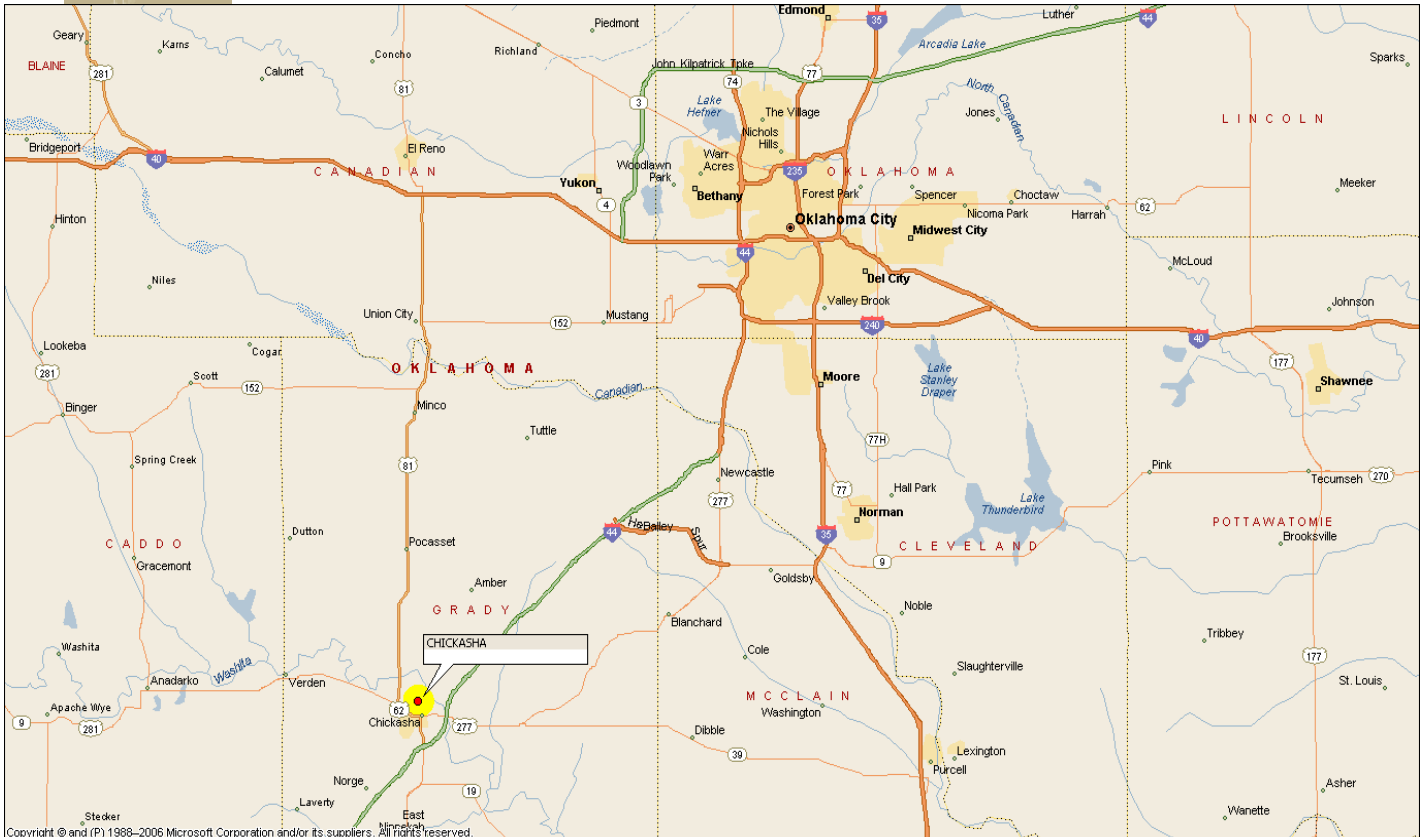 Edmond
35
Luther
44
Piedmont
Geary
Karns
Richland
Concho
Arcadia Lake
Sparks
BLAINE
281
Calumet
John Kilpatrick Tpke
77
74
81
3
North Canadian
Lake
Hefner
The Village
Jones
LINCOLN
Nichols
Hills
Bridgeport
40
El Reno
Warr
Acres
Woodlawn
Park
235
CANADIAN
OKLAHOMA
Yukon
Bethany
Forest Park
Spencer
Choctaw
Meeker
4
Nicoma Park
Harrah
62
Hinton
Oklahoma City
Midwest City
44
McLoud
Niles
Del City
Valley Brook
Johnson
Union City
152
Mustang
240
40
Lookeba
Cogar
281
OKLAHOMA
177
Scott
152
Canadian
Moore
Lake
Stanley
Draper
Shawnee
Binger
Minco
Tuttle
77H
Spring Creek
81
Newcastle
Pink
Tecumseh
270
277
77
Hall Park
Lake
Thunderbird
Norman
44
Bailey
Spur
35
POTTAWATOMIE
Dutton
Brooksville
CADDO
Pocasset
CLEVELAND
Gracemont
9
Goldsby
Amber
GRADY
Noble
Blanchard
CHICKASHA
Tribbey
Washita
Cole
177
Washita
Slaughterville
Anadarko
Verden
St. Louis
MCCLAIN
Apache Wye
62
Washington
9
281
Chickasha
277
Dibble
39
Lexington
Purcell
Norge
19
Asher
Laverty
Wanette
Stecker
East
Ninnekah
Copyright © and (P) 1988–2006 Microsoft Corporation and/or its suppliers. All rights reserved.